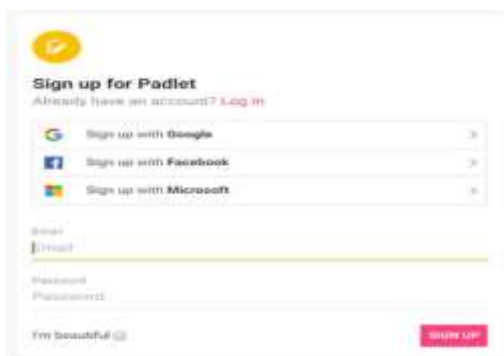 Sign up for Padlet
Already have an account? Log in
Sign up with Google
Sign up with Facebook
Sign up with Microsoft
Email
Email
Password
Password
I'm beautiful
SIGN UP